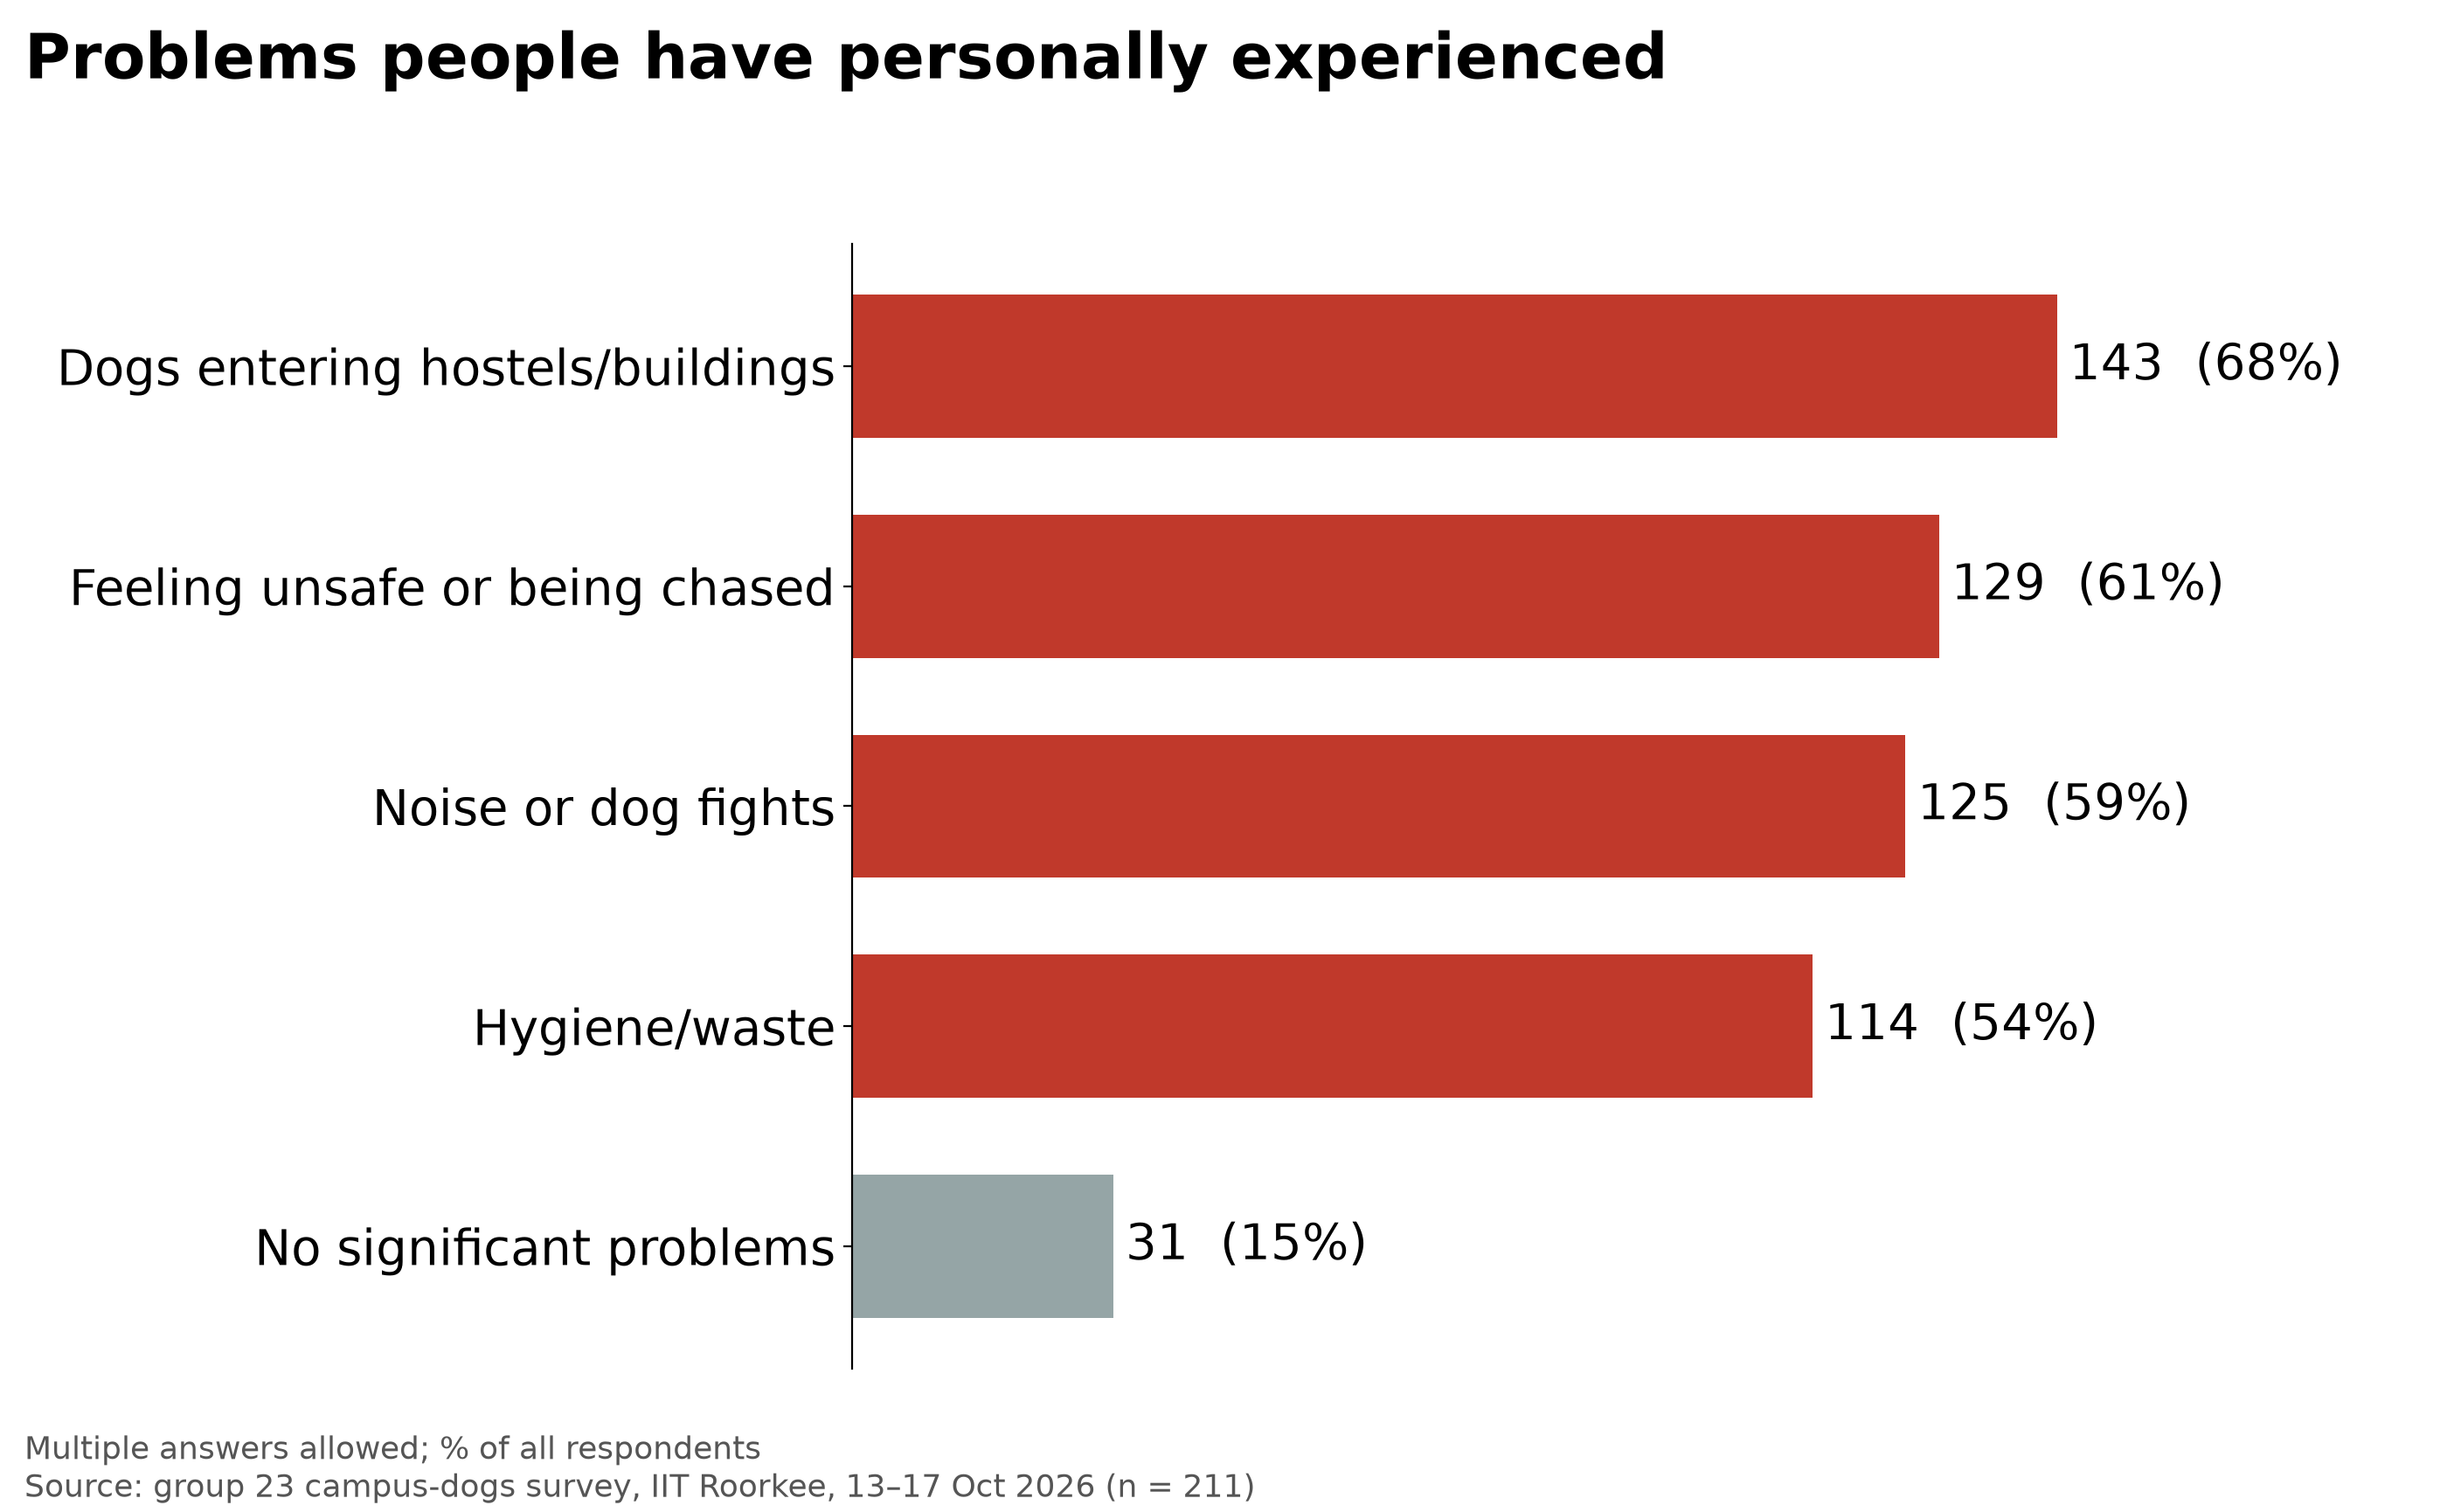 Problems people have personally experienced
Dogs entering hostels/buildings 143 (68%)
Feeling unsafe or being chased 129 (61%)
Noise or dog fights 125 (59%)
Hygiene/waste 114 (54%)
No significant problems 31 (15%)
Multiple answers allowed; % of all respondents
Source: group 23 campus-dogs survey, IIT Roorkee, 13–17 Oct 2026 (n = 211)